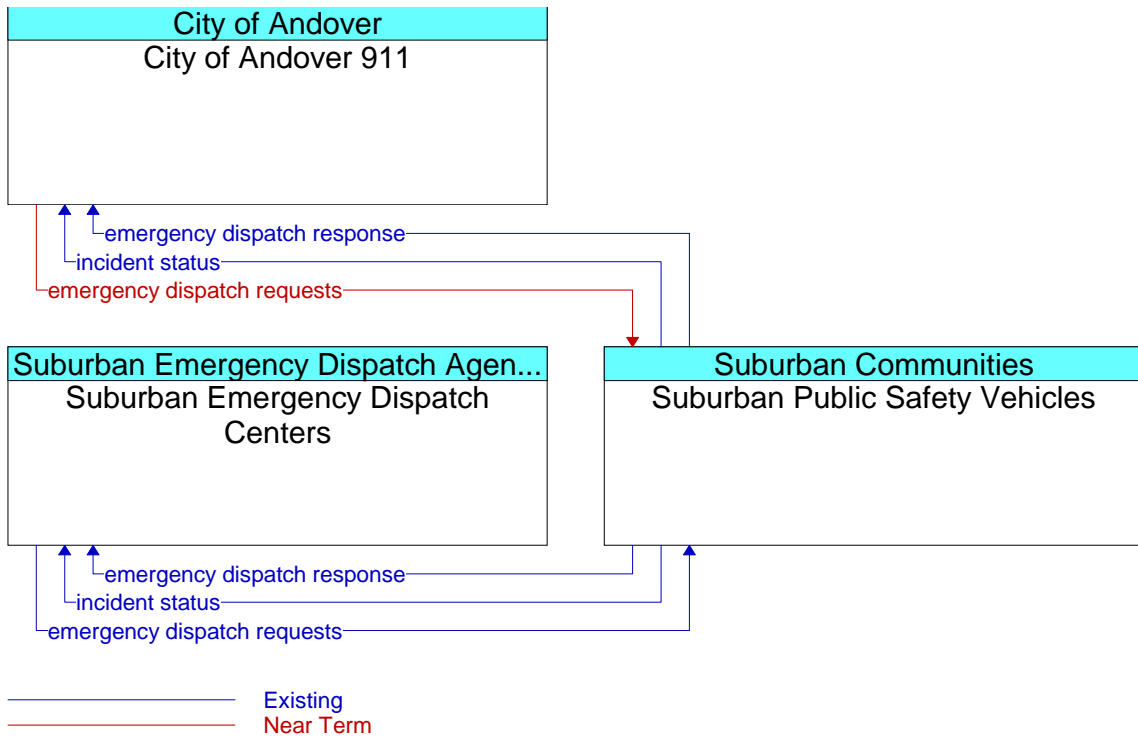 City of Andover
City of Andover 911
emergency dispatch response
incident status
emergency dispatch requests
Suburban Emergency Dispatch Agen...
Suburban Emergency Dispatch
Centers
Suburban Communities
Suburban Public Safety Vehicles
emergency dispatch response
incident status
emergency dispatch requests
Existing
Near Term